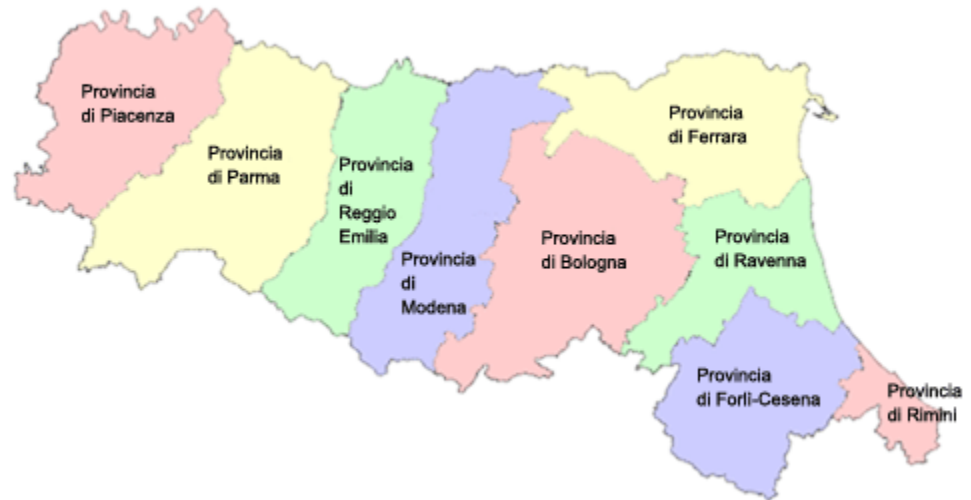 Provincia
di Piacenza
Provincia
di Parma
Provincia
di
Reggio
Emilia
Provincia
di
Modena
Provincia
di Bologna
Provincia
di Ferrara
Provincia
di Ravenna
Provincia
di Forlì-Cesena
Provincia
di Rimini